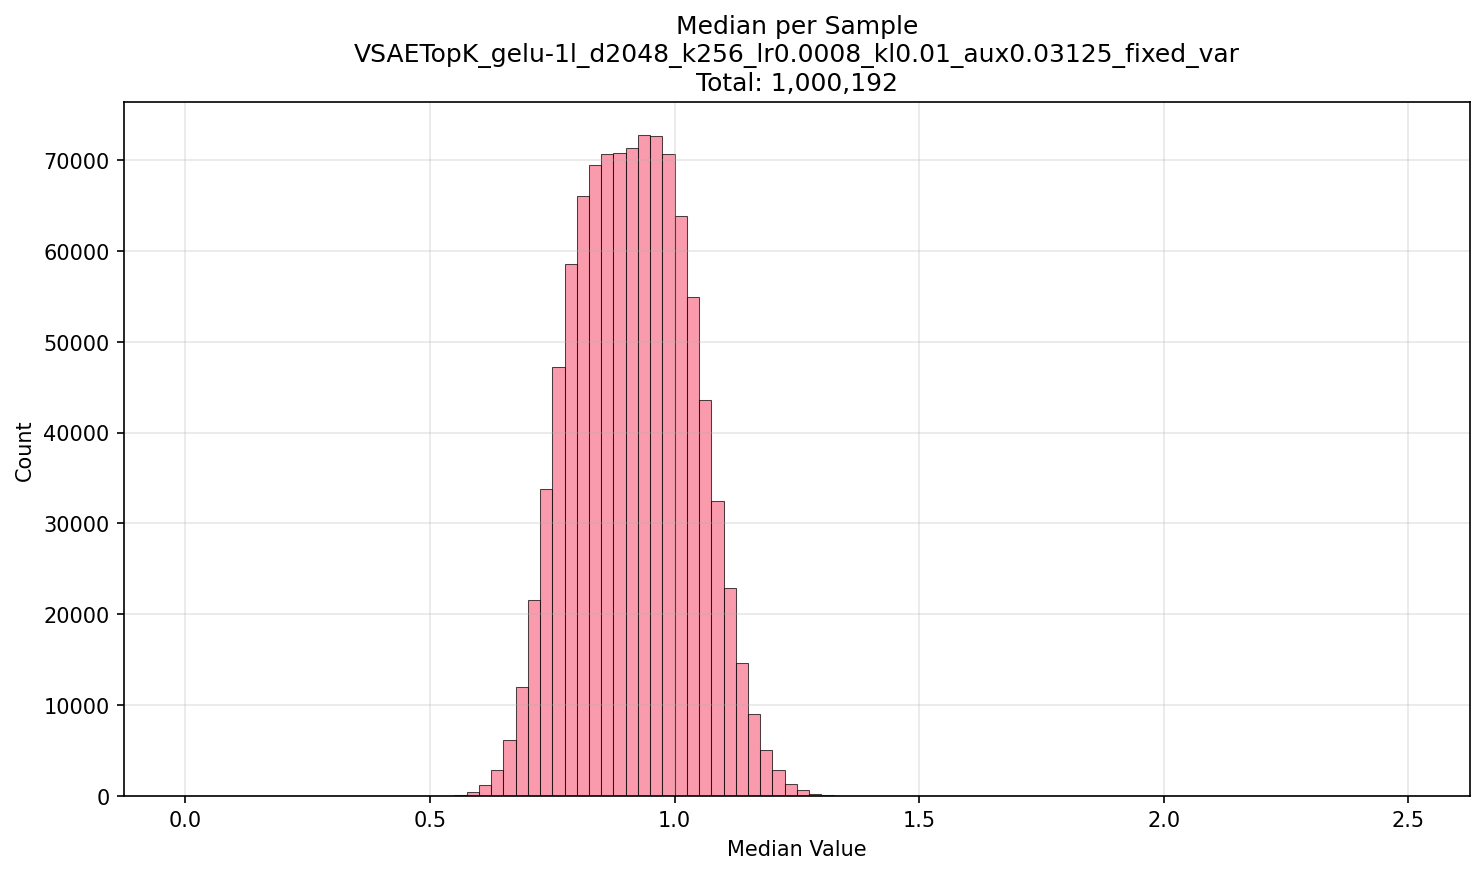 Median per Sample
VSAETopK_gelu-1l_d2048_k256_lr0.0008_kl0.01_aux0.03125_fixed_var
Total: 1,000,192
70000
60000
50000
40000
30000
20000
10000
0
Count
0.0 0.5 1.0 1.5 2.0 2.5
Median Value